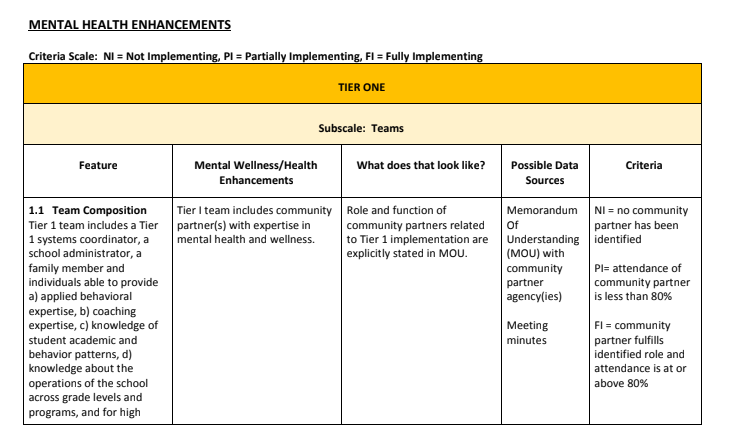 MENTAL HEALTH ENHANCEMENTS
Criteria Scale:  NI = Not Implementing, PI = Partially Implementing, FI = Fully Implementing
TIER ONE
Subscale:  Teams
Feature
Mental Wellness/Health
Enhancements
What does that look like?
Possible Data
Sources
Criteria
1.1  Team Composition
Tier 1 team includes a Tier
1 systems coordinator, a
school administrator, a
family member and
individuals able to provide
a) applied behavioral
expertise, b) coaching
expertise, c) knowledge of
student academic and
behavior patterns, d)
knowledge about the
operations of the school
across grade levels and
programs, and for high
Tier I team includes community
partner(s) with expertise in
mental health and wellness.
Role and function of
community partners related
to Tier 1 implementation are
explicitly stated in MOU.
Memorandum
Of
Understanding
(MOU) with
community
partner
agency(ies)
Meeting
minutes
NI = no community
partner has been
identified
PI= attendance of
community partner
is less than 80%
FI = community
partner fulfills
identified role and
attendance is at or
above 80%